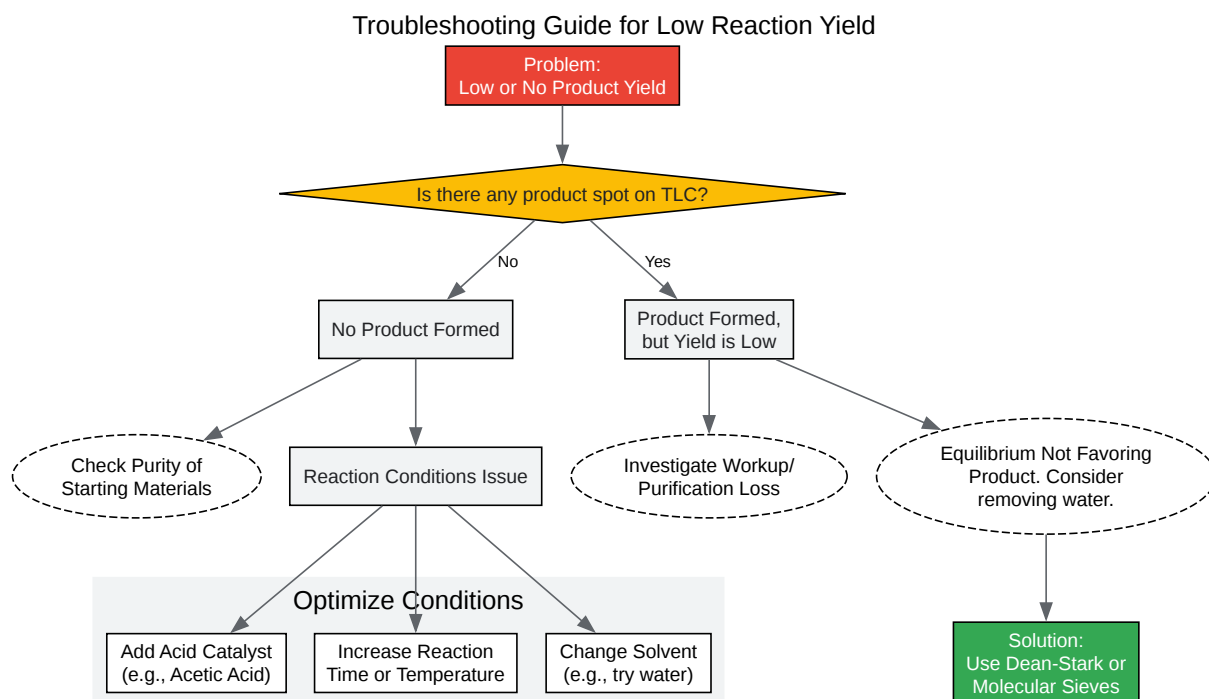 Troubleshooting Guide for Low Reaction Yield
Problem:
Low or No Product Yield
Is there any product spot on TLC?
No
Yes
No Product Formed
Product Formed,
but Yield is Low
Check Purity of
Starting Materials
Reaction Conditions Issue
Investigate Workup/
Purification Loss
Equilibrium Not Favoring
Product. Consider
removing water.
Optimize Conditions
Add Acid Catalyst
(e.g., Acetic Acid)
Increase Reaction
Time or Temperature
Change Solvent
(e.g., try water)
Solution:
Use Dean-Stark or
Molecular Sieves